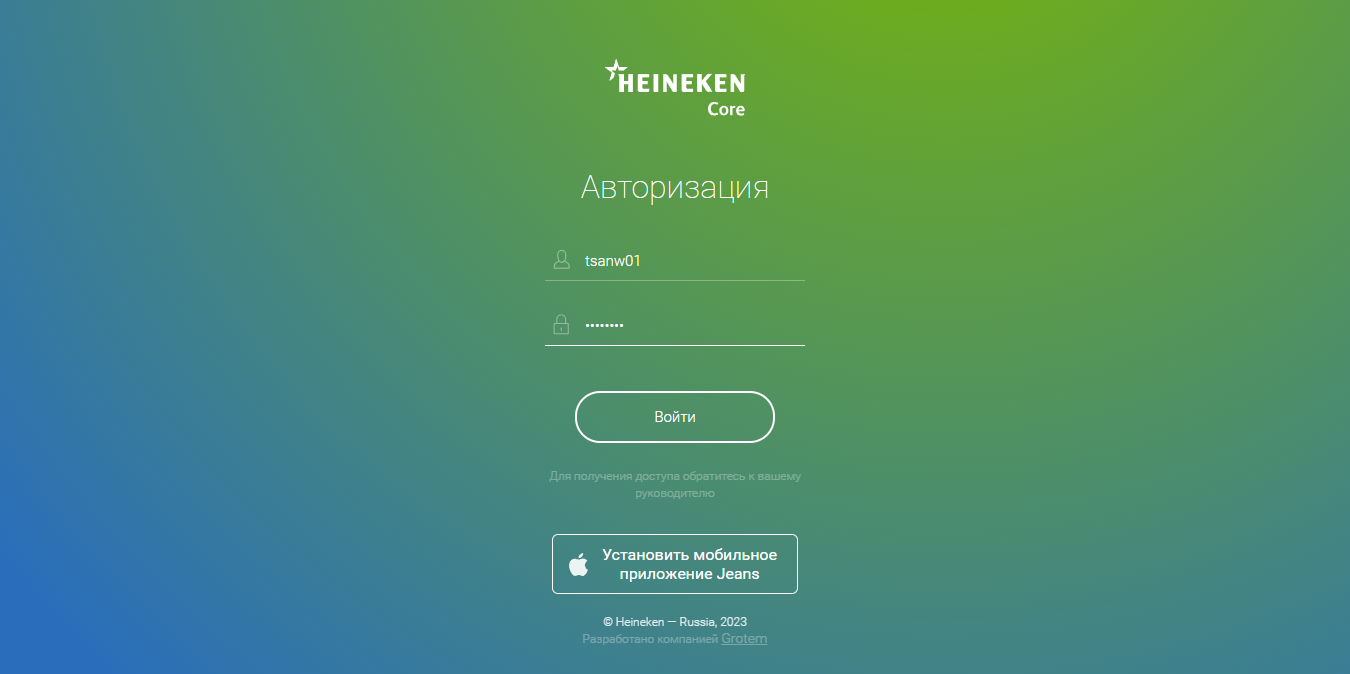 HEINEKEN
Core
Авторизация
tsanw01
••••••••
Войти
Для получения доступа обратитесь к вашему
руководителю
Установить мобильное
приложение Jeans
© Heineken — Russia, 2023
Разработано компанией Grotem